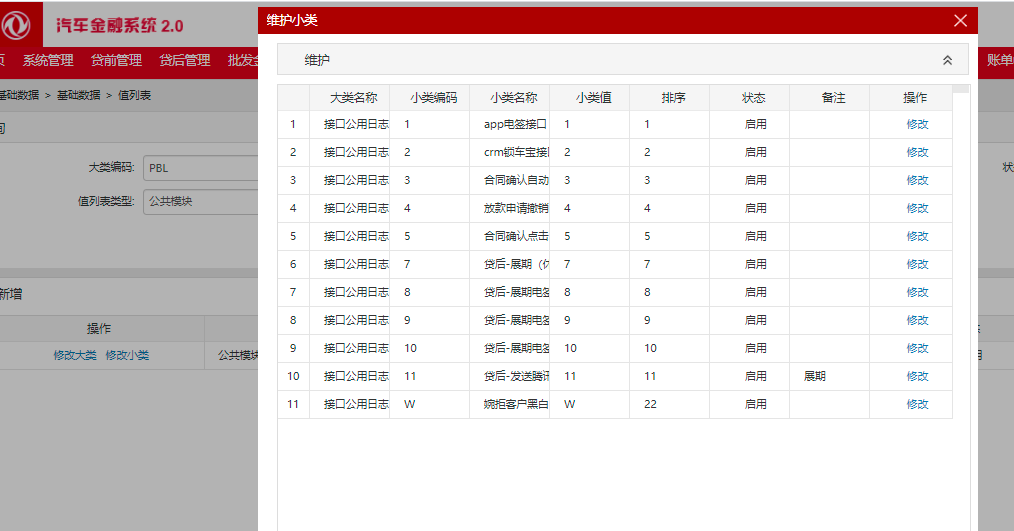 汽车金融系统 2.0
系统管理 贷前管理 贷后管理 批发
账单
基础数据 > 基础数据 > 值列表
大类编码: PBL
值列表类型: 公共模块
新增
操作
修改大类 修改小类 公共模块
维护小类
维护
大类名称 小类编码 小类名称 小类值 排序 状态 备注 操作
1 接口公用日志 1 app电签接口 1 1 启用 修改
2 接口公用日志 2 crm锁车宝接 2 2 启用 修改
3 接口公用日志 3 合同确认自动 3 3 启用 修改
4 接口公用日志 4 放款申请撤销 4 4 启用 修改
5 接口公用日志 5 合同确认点击 5 5 启用 修改
6 接口公用日志 7 贷后-展期（ 7 7 启用 修改
7 接口公用日志 8 贷后-展期电签 8 8 启用 修改
8 接口公用日志 9 贷后-展期电签 9 9 启用 修改
9 接口公用日志 10 贷后-展期电签 10 10 启用 修改
10 接口公用日志 11 贷后-发送腾讯 11 11 启用 展期 修改
11 接口公用日志 W 婉拒客户黑白 W 22 启用 修改